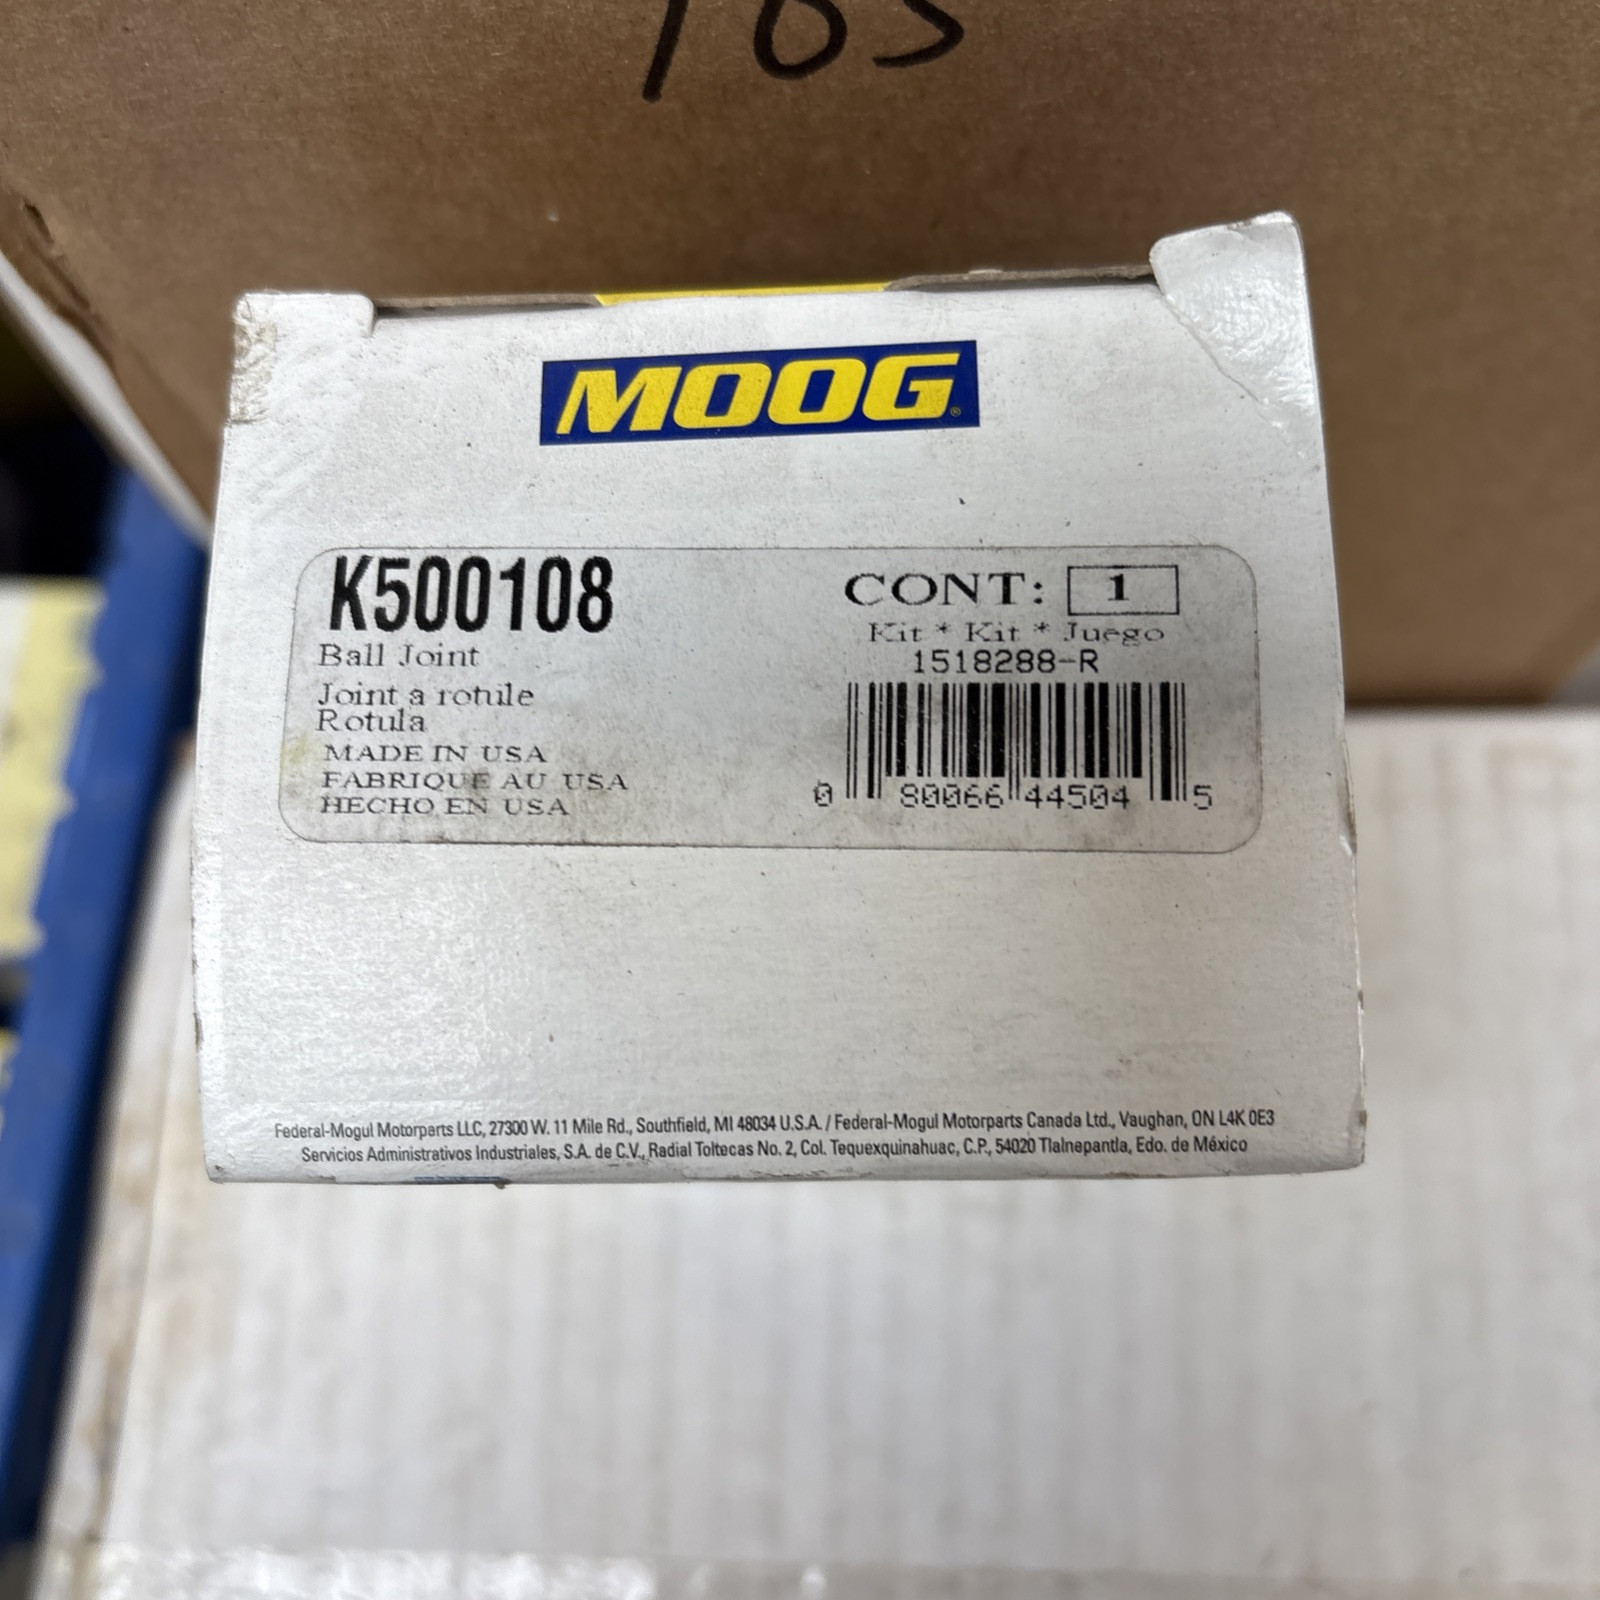 MOOG
K500108
Ball Joint
Joint a rotule
Rotula
MADE IN USA
FABRIQUE AU USA
HECHO EN USA
CONT: 1
Kit * Kit * Juego
1518288-R
0 80066 44504 5
Federal-Mogul Motorparts LLC, 27300 W. 11 Mile Rd., Southfield, MI 48034 U.S.A. / Federal-Mogul Motorparts Canada Ltd., Vaughan, ON L4K 0E3
Servicios Administrativos Industriales, S.A. de C.V., Radial Toltecas No. 2, Col. Tequexquinahuac, C.P., 54020 Tlalnepantla, Edo. de México